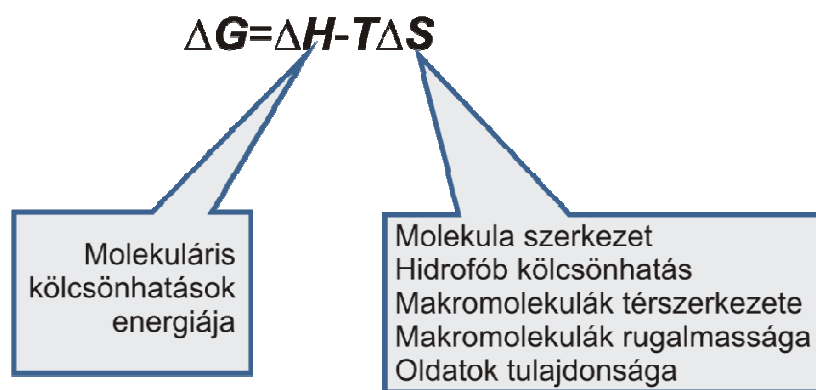 ΔG=ΔH-TΔS
Molekuláris
kölcsönhatások
energiája
Molekula szerkezet
Hidrofób kölcsönhatás
Makromolekulák térszerkezete
Makromolekulák rugalmassága
Oldatok tulajdonsága